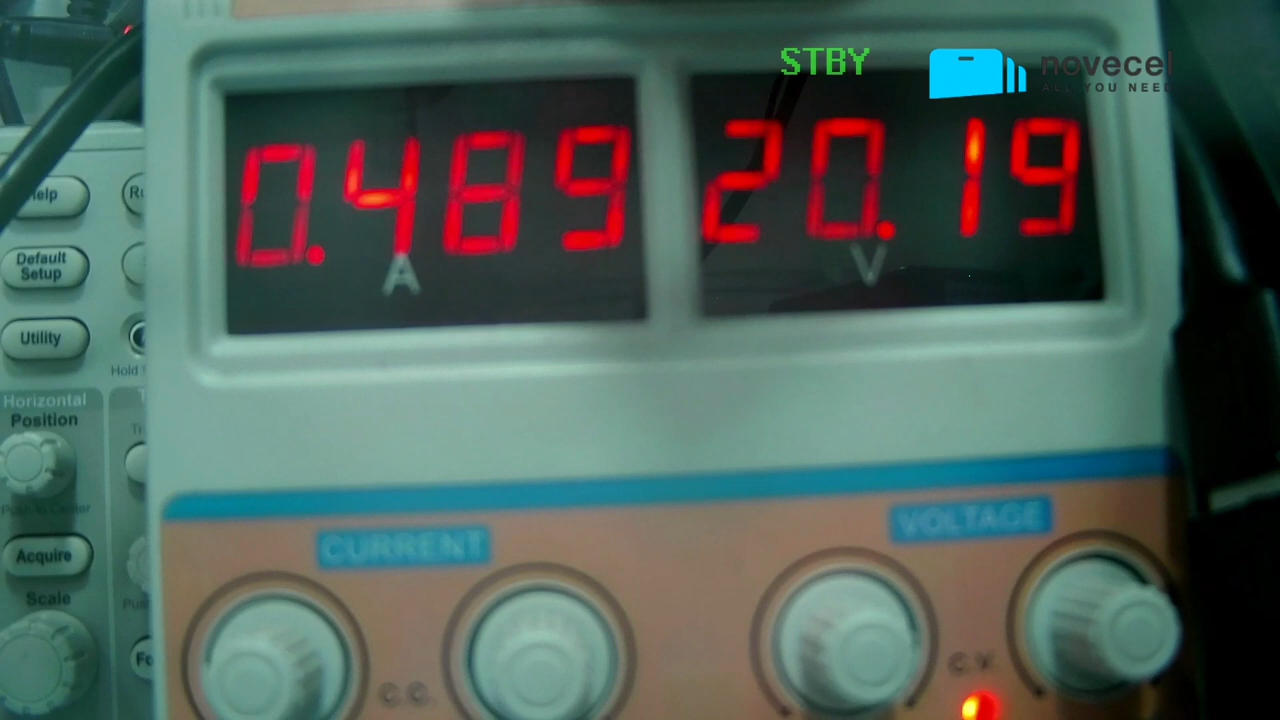 STBY
novecel
ALL YOU NEED
0.489
A
20.19
V
Help
Default
Setup
Utility
Hold
Horizontal
Position
Push to Center
Acquire
Scale
CURRENT
VOLTAGE
C.C.
C.V.